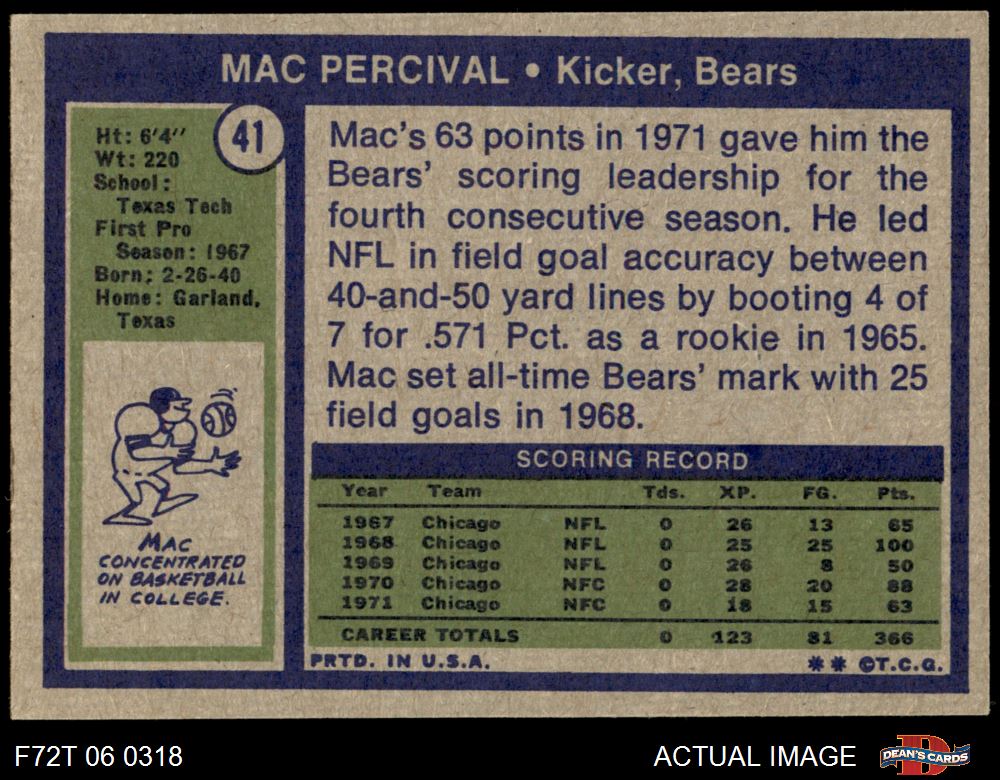 MAC PERCIVAL • Kicker, Bears
41
Ht: 6'4''
Wt: 220
School:
Texas Tech
First Pro
Season: 1967
Born: 2-26-40
Home: Garland,
Texas
MAC
CONCENTRATED
ON BASKETBALL
IN COLLEGE.
Mac's 63 points in 1971 gave him the
Bears' scoring leadership for the
fourth consecutive season. He led
NFL in field goal accuracy between
40-and-50 yard lines by booting 4 of
7 for .571 Pct. as a rookie in 1965.
Mac set all-time Bears' mark with 25
field goals in 1968.
SCORING RECORD
Year Team Tds. XP. FG. Pts.
1967 Chicago NFL 0 26 13 65
1968 Chicago NFL 0 25 25 100
1969 Chicago NFL 0 26 8 50
1970 Chicago NFC 0 28 20 88
1971 Chicago NFC 0 18 15 63
CAREER TOTALS 0 123 81 366
PRTD. IN U.S.A. ** ©T.C.G.
F72T 06 0318 ACTUAL IMAGE DEAN'S CARDS